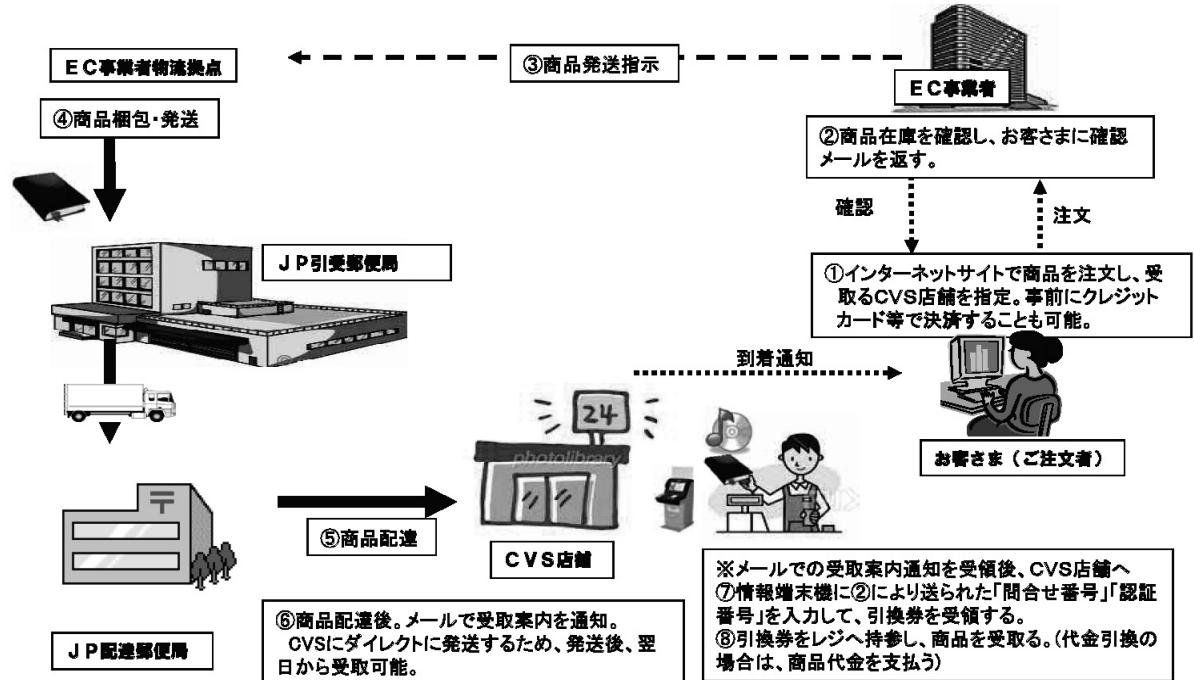 EC事業者物流拠点
③商品発送指示
EC事業者
④商品梱包・発送
②商品在庫を確認し、お客さまに確認
メールを返す。
確認
注文
JP引受郵便局
①インターネットサイトで商品を注文し、受
取るCVS店舗を指定。事前にクレジット
カード等で決済することも可能。
到着通知
24
photolibrary
お客さま(ご注文者)
〒
⑤商品配達
CVS店舗
※メールでの受取案内通知を受領後、CVS店舗へ
⑦情報端末機に②により送られた「問合せ番号」「認証
番号」を入力して、引換券を受領する。
⑧引換券をレジへ持参し、商品を受取る。(代金引換の
場合は、商品代金を支払う)
⑥商品配達後。メールで受取案内を通知。
CVSにダイレクトに発送するため、発送後、翌
日から受取可能。
JP配達郵便局